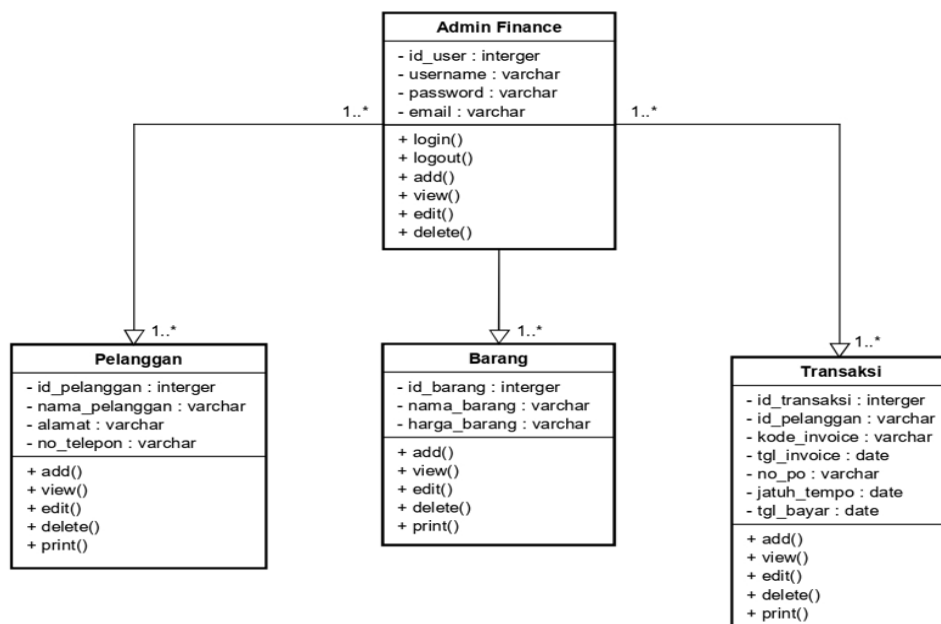 Admin Finance
- id_user : interger
- username : varchar
- password : varchar
- email : varchar
+ login()
+ logout()
+ add()
+ view()
+ edit()
+ delete()
1..*
1..*
1..*
1..*
1..*
Pelanggan
- id_pelanggan : interger
- nama_pelanggan : varchar
- alamat : varchar
- no_telepon : varchar
+ add()
+ view()
+ edit()
+ delete()
+ print()
Barang
- id_barang : interger
- nama_barang : varchar
- harga_barang : varchar
+ add()
+ view()
+ edit()
+ delete()
+ print()
Transaksi
- id_transaksi : interger
- id_pelanggan : varchar
- kode_invoice : varchar
- tgl_invoice : date
- no_po : varchar
- jatuh_tempo : date
- tgl_bayar : date
+ add()
+ view()
+ edit()
+ delete()
+ print()